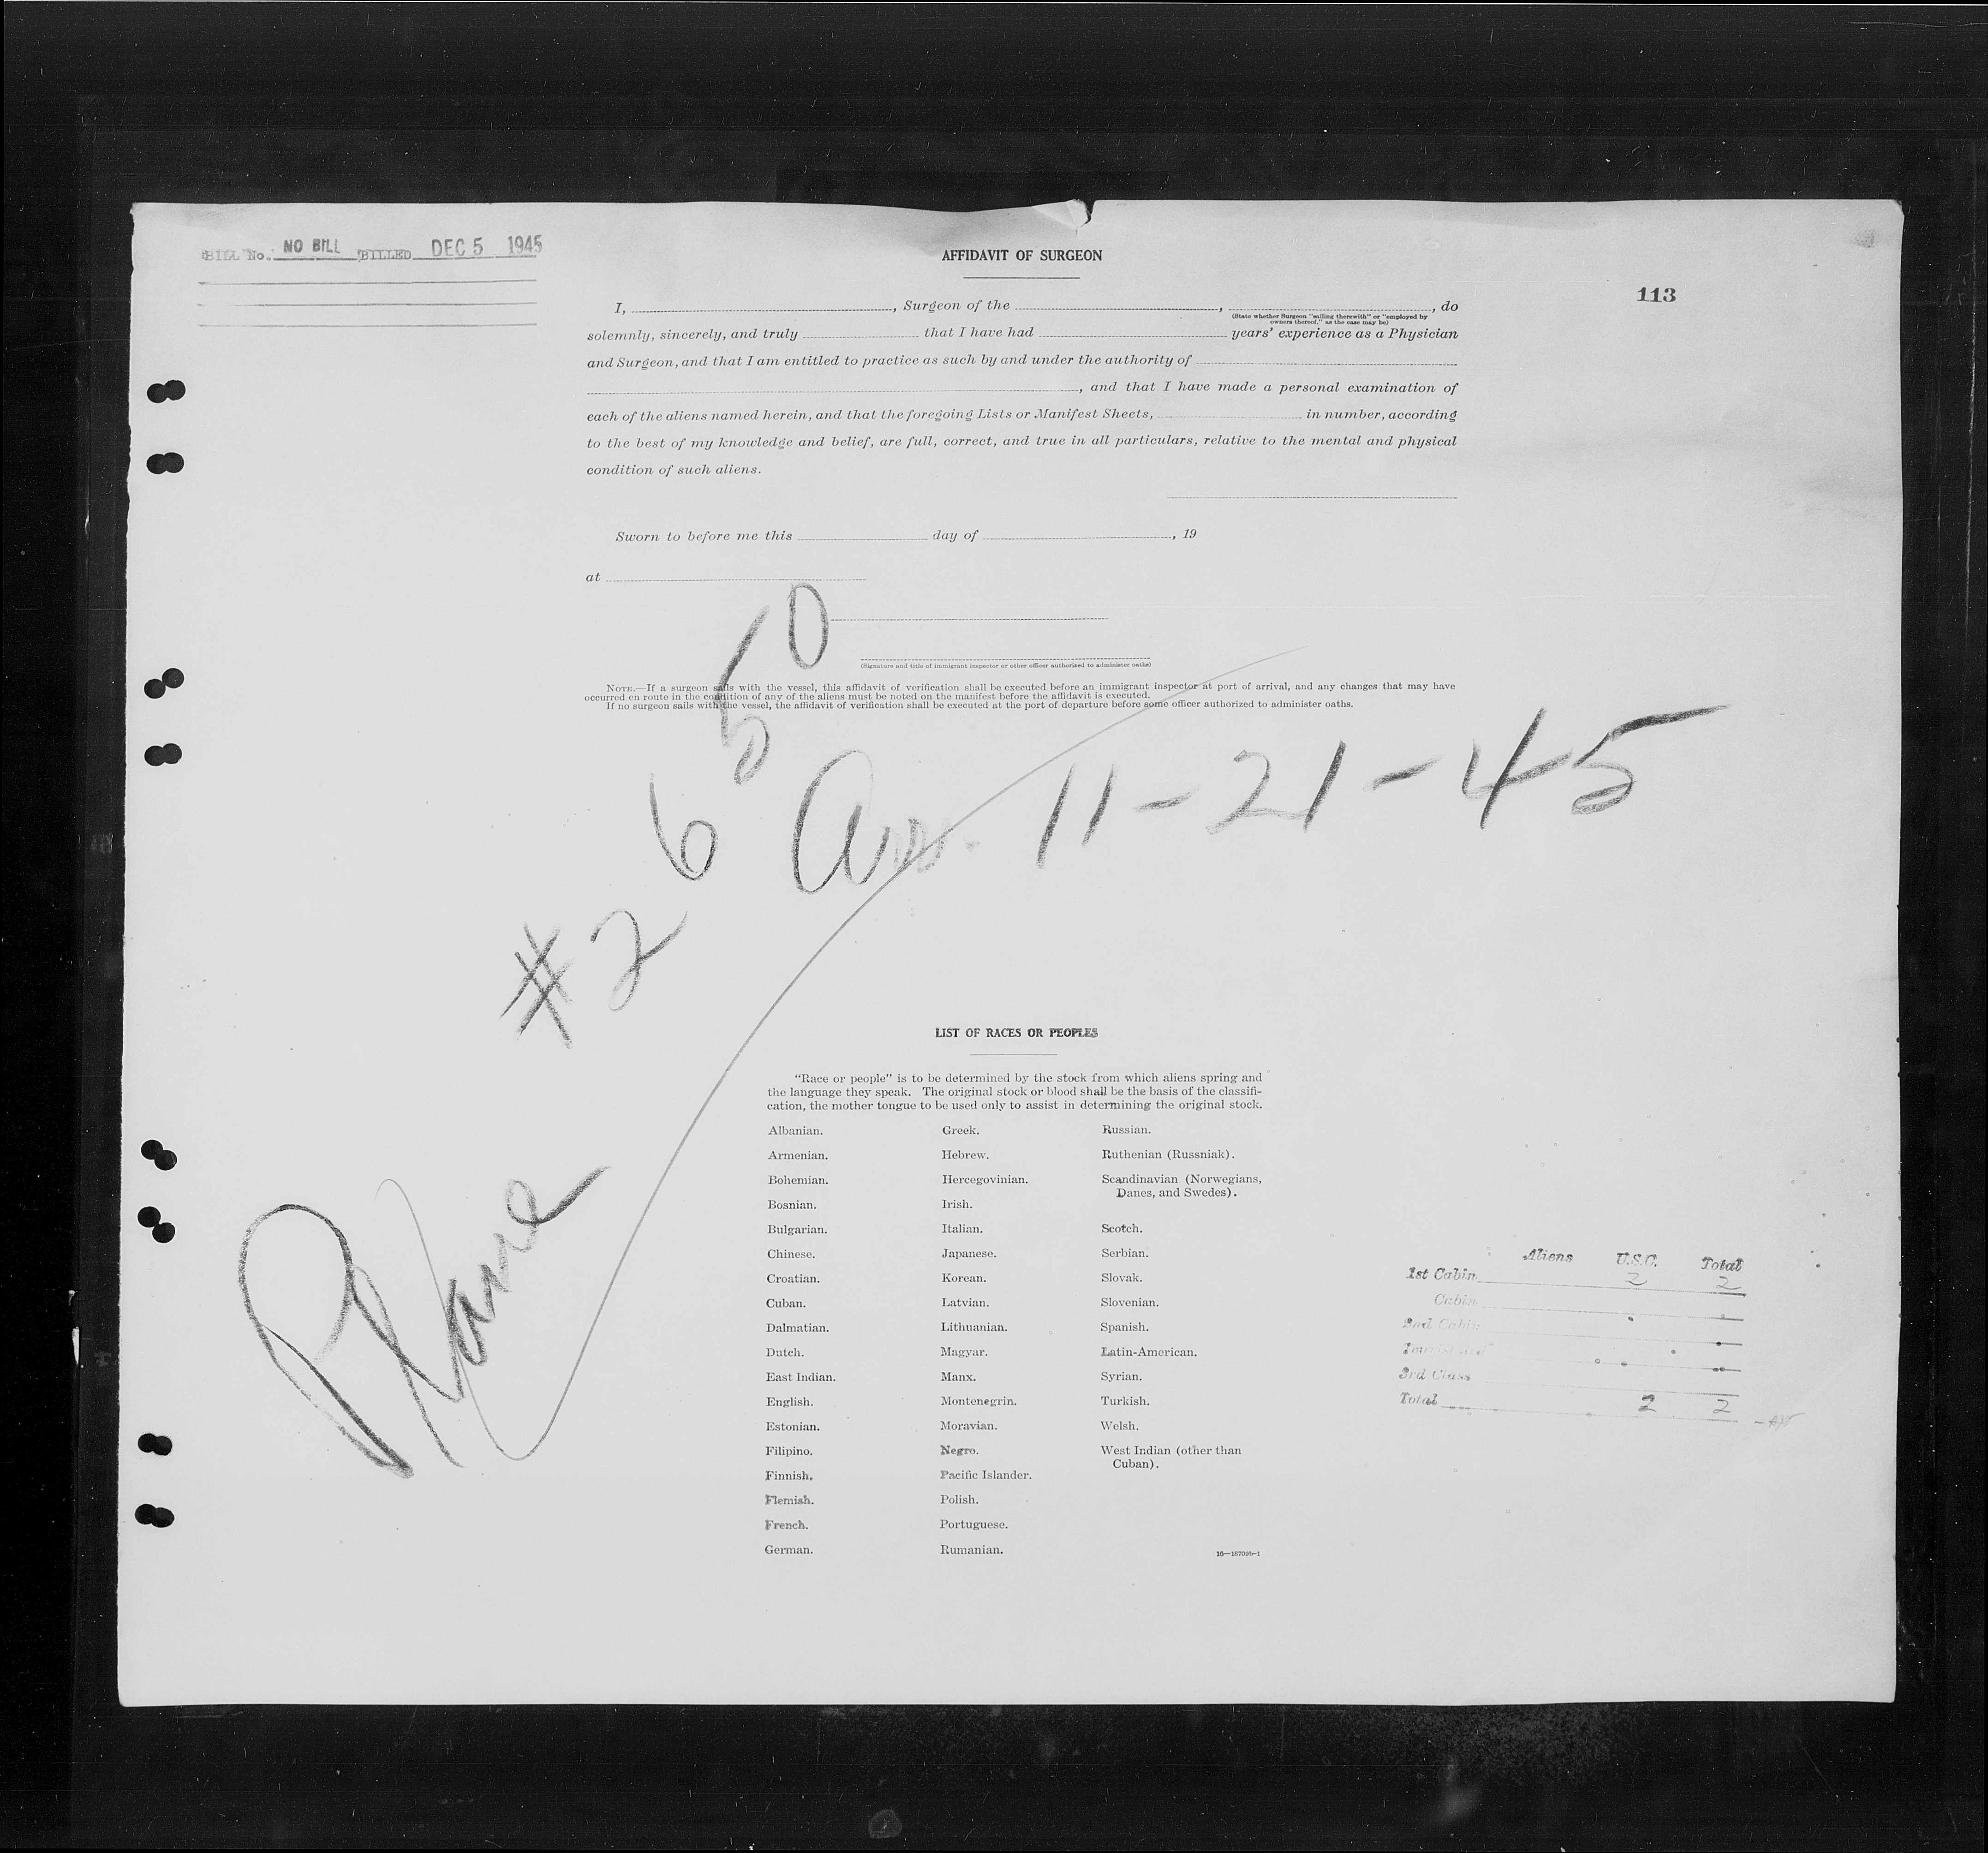 BILL No. NO BILL BILLED DEC 5 1945
AFFIDAVIT OF SURGEON
113
I, , Surgeon of the , , do
(State whether Surgeon "sailing therewith" or "employed by
owners thereof," as the case may be)
solemnly, sincerely, and truly that I have had years' experience as a Physician
and Surgeon, and that I am entitled to practice as such by and under the authority of
, and that I have made a personal examination of
each of the aliens named herein, and that the foregoing Lists or Manifest Sheets, in number, according
to the best of my knowledge and belief, are full, correct, and true in all particulars, relative to the mental and physical
condition of such aliens.
Sworn to before me this day of , 19
at
(Signature and title of immigrant inspector or other officer authorized to administer oaths)
NOTE.—If a surgeon sails with the vessel, this affidavit of verification shall be executed before an immigrant inspector at port of arrival, and any changes that may have
occurred en route in the condition of any of the aliens must be noted on the manifest before the affidavit is executed.
If no surgeon sails with the vessel, the affidavit of verification shall be executed at the port of departure before some officer authorized to administer oaths.
Plane #2650
Arr. 11-21-45
LIST OF RACES OR PEOPLES
"Race or people" is to be determined by the stock from which aliens spring and
the language they speak. The original stock or blood shall be the basis of the classifi-
cation, the mother tongue to be used only to assist in determining the original stock.
Albanian. Greek. Russian.
Armenian. Hebrew. Ruthenian (Russniak).
Bohemian. Hercegovinian. Scandinavian (Norwegians,
Danes, and Swedes).
Bosnian. Irish.
Bulgarian. Italian. Scotch.
Chinese. Japanese. Serbian.
Croatian. Korean. Slovak.
Cuban. Latvian. Slovenian.
Dalmatian. Lithuanian. Spanish.
Dutch. Magyar. Latin-American.
East Indian. Manx. Syrian.
English. Montenegrin. Turkish.
Estonian. Moravian. Welsh.
Filipino. Negro. West Indian (other than
Cuban).
Finnish. Pacific Islander.
Flemish. Polish.
French. Portuguese.
German. Rumanian.
16—18709b-1
Aliens U.S.C. Total
1st Cabin 2 2
Cabin
2nd Cabin
3rd Class
Total 2 2